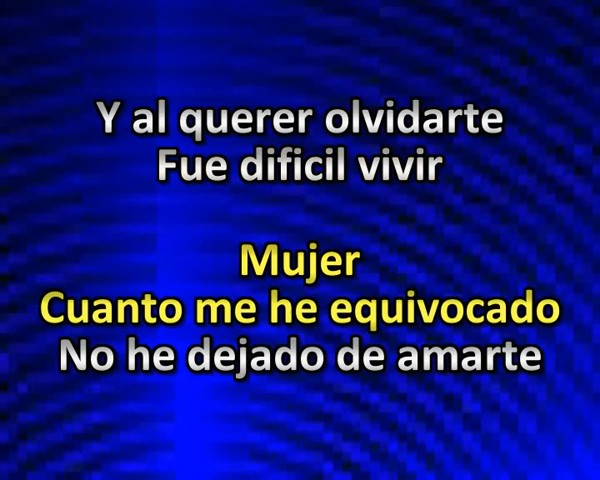 Y al querer olvidarte
Fue dificil vivir
Mujer
Cuanto me he equivocado
No he dejado de amarte